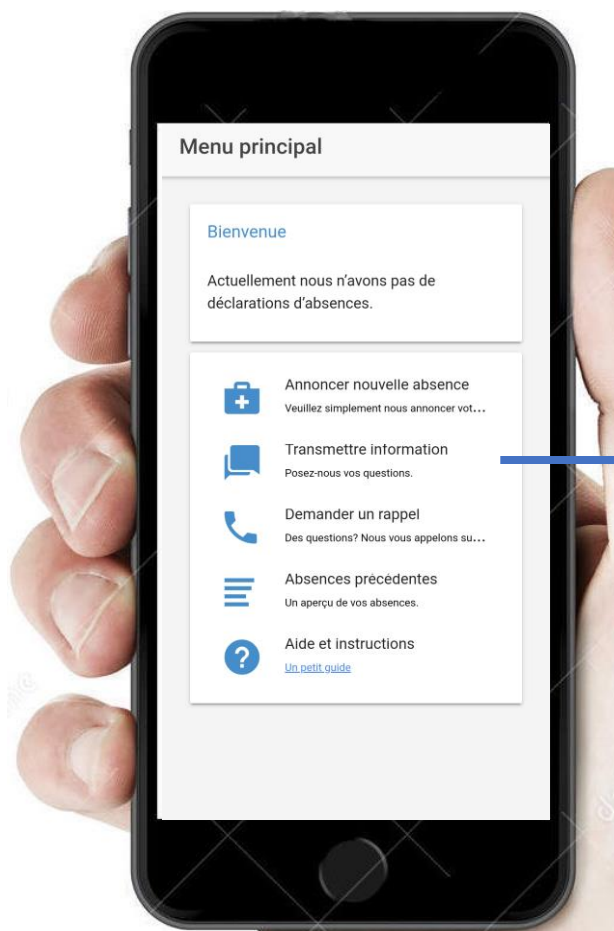 Menu principal
Bienvenue
Actuellement nous n’avons pas de
déclarations d’absences.
Annoncer nouvelle absence
Veuillez simplement nous annoncer vot...
Transmettre information
Posez-nous vos questions.
Demander un rappel
Des questions? Nous vous appelons su...
Absences précédentes
Un aperçu de vos absences.
Aide et instructions
Un petit guide